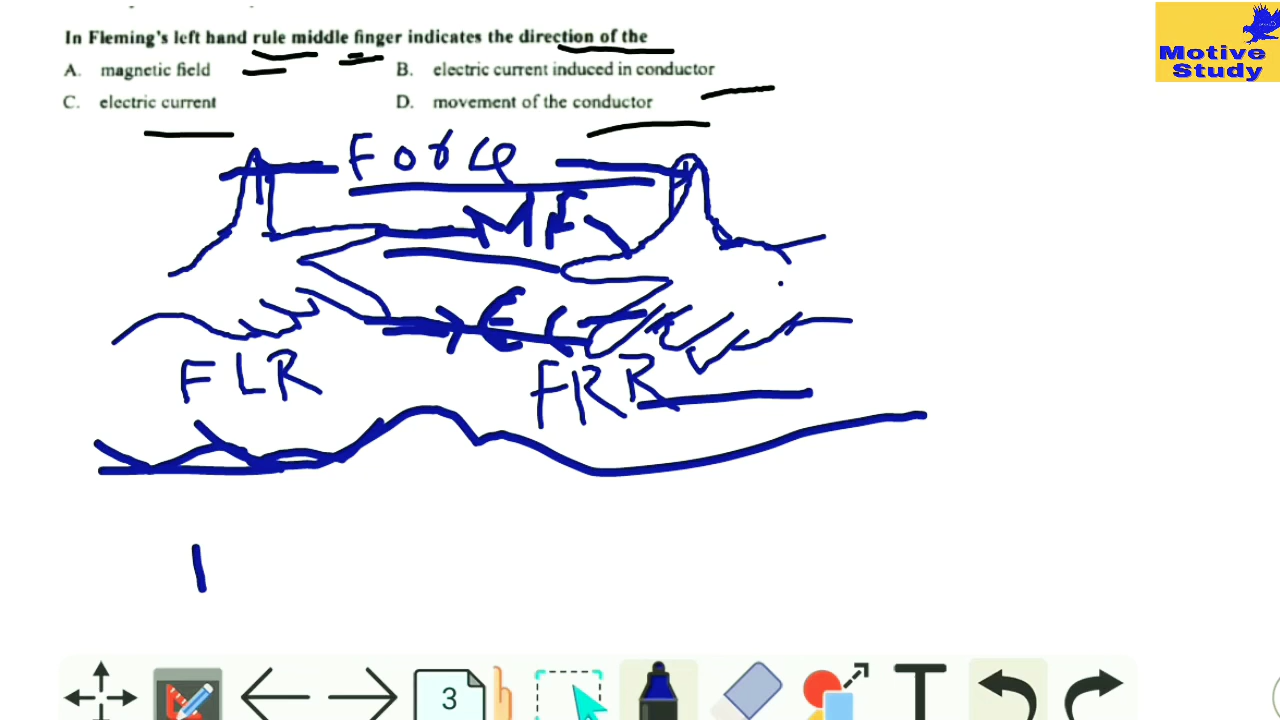 In Fleming's left hand rule middle finger indicates the direction of the
A. magnetic field B. electric current induced in conductor
C. electric current D. movement of the conductor
Motive
Study
Force
MF
EC
FLR FRR
3
T